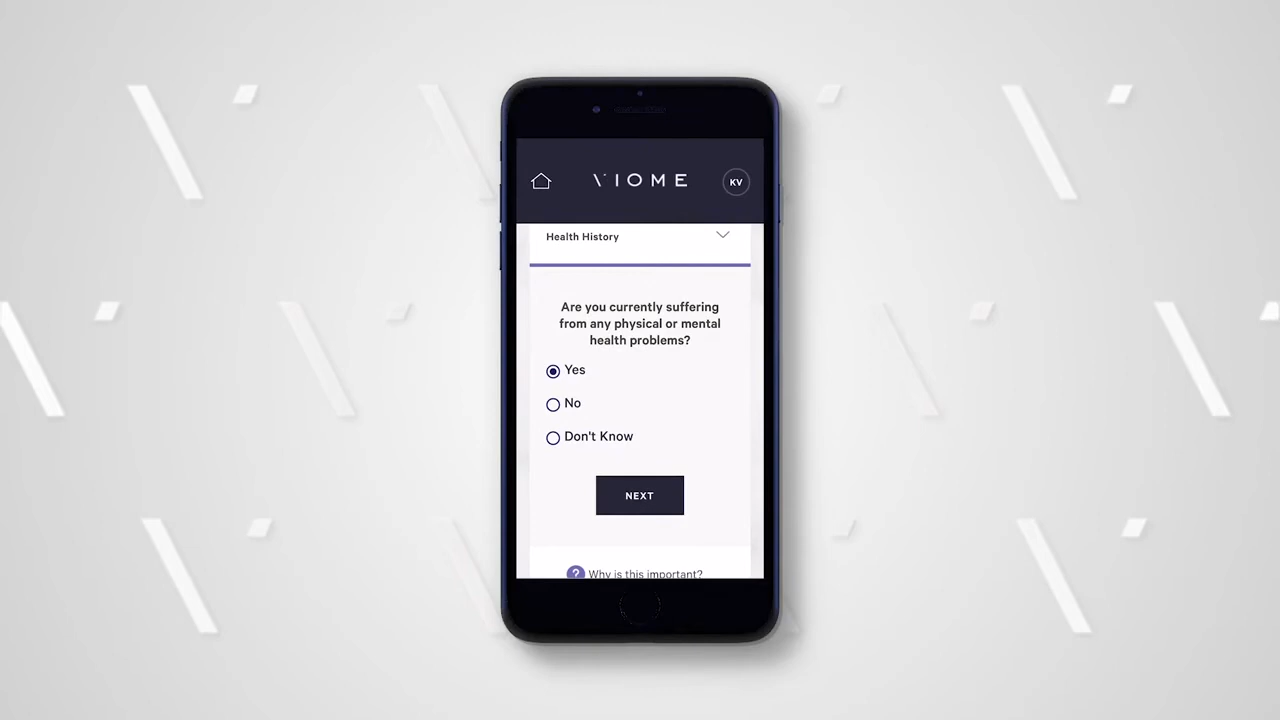 VIOME
KV
Health History
Are you currently suffering
from any physical or mental
health problems?
Yes
No
Don't Know
NEXT
? Why is this important?